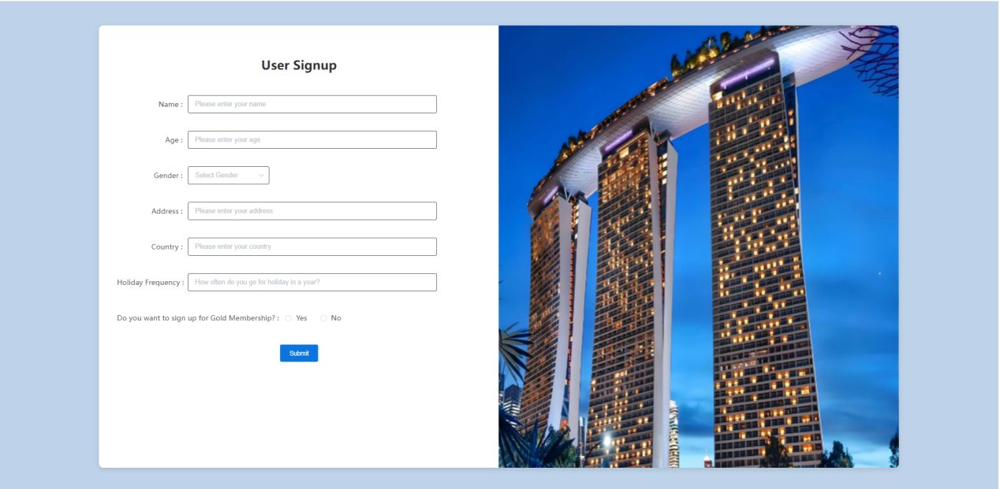 User Signup
Name : Please enter your name
Age : Please enter your age
Gender : Select Gender
Address : Please enter your address
Country : Please enter your country
Holiday Frequency : How often do you go for holiday in a year?
Do you want to sign up for Gold Membership? : Yes No
Submit